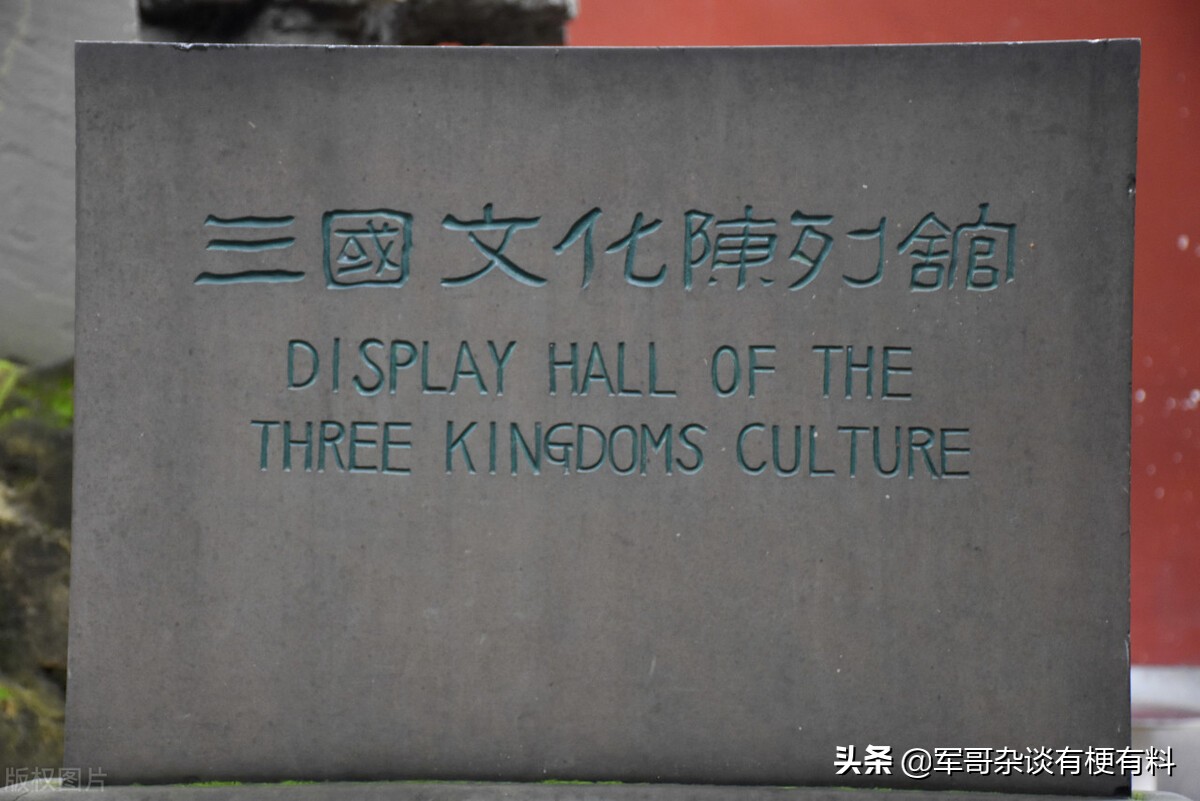 三國文化陳列舘
DISPLAY HALL OF THE
THREE KINGDOMS CULTURE
版权图片
头条 @军哥杂谈有梗有料